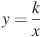 y = k/x